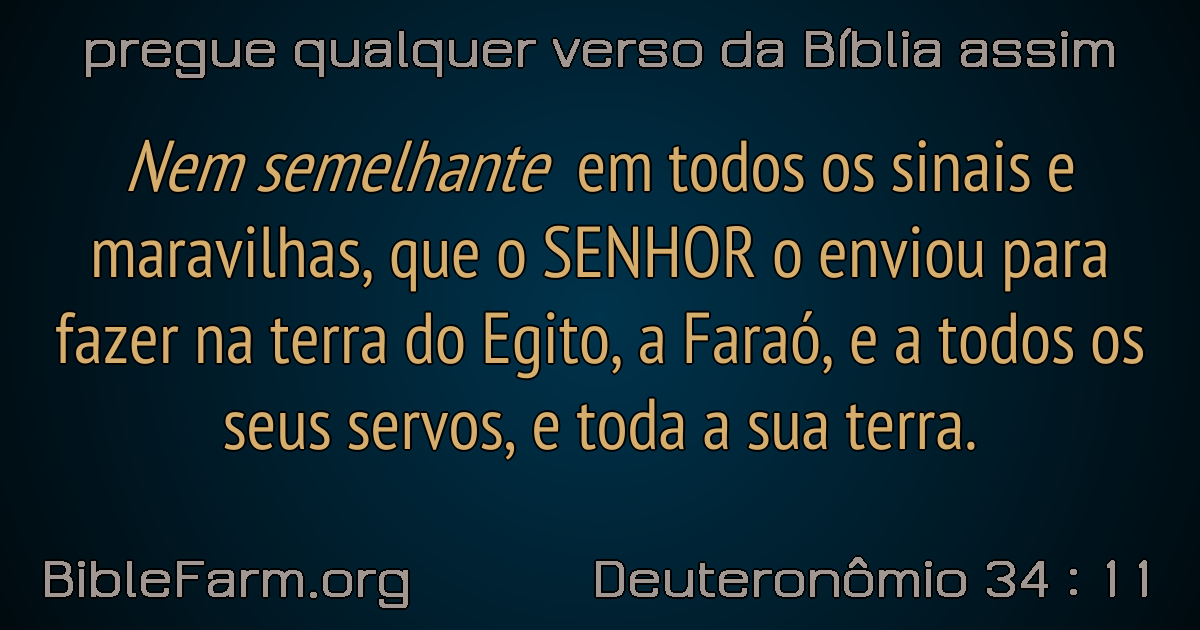 pregue qualquer verso da Bíblia assim
Nem semelhante em todos os sinais e
maravilhas, que o SENHOR o enviou para
fazer na terra do Egito, a Faraó, e a todos os
seus servos, e toda a sua terra.
BibleFarm.org
Deuteronômio 34 : 11